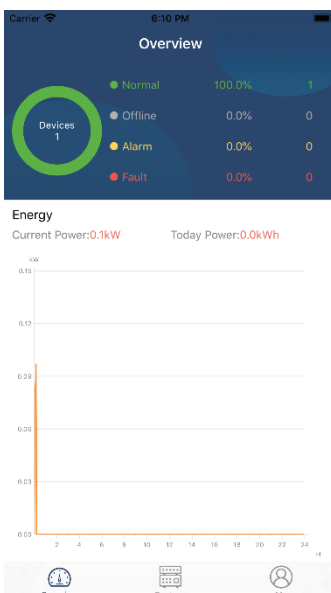 Carrier 6:10 PM
Overview
Devices
1
Normal 100.0% 1
Offline 0.0% 0
Alarm 0.0% 0
Fault 0.0% 0
Energy
Current Power:0.1kW Today Power:0.0kWh
kW
0.15
0.12
0.09
0.06
0.03
0.00
2 4 6 8 10 12 14 16 18 20 22 24
H